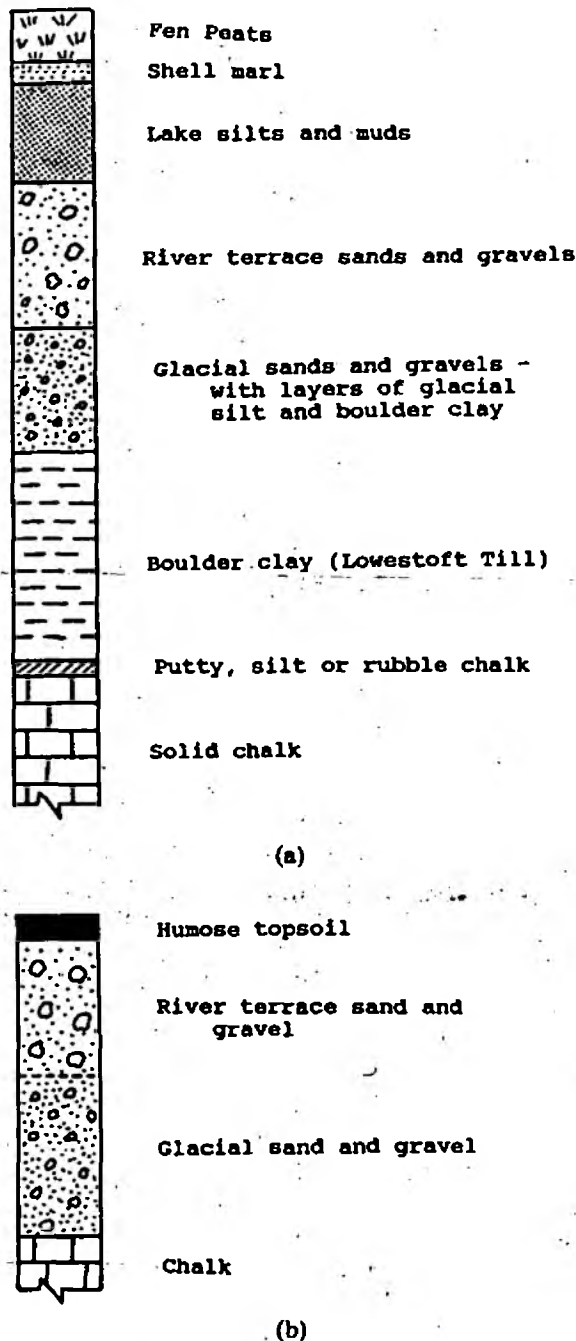 Fen Peats
Shell marl
Lake silts and muds
River terrace sands and gravels
Glacial sands and gravels -
with layers of glacial
silt and boulder clay
Boulder clay (Lowestoft Till)
Putty, silt or rubble chalk
Solid chalk
(a)
Humose topsoil
River terrace sand and
gravel
Glacial sand and gravel
Chalk
(b)